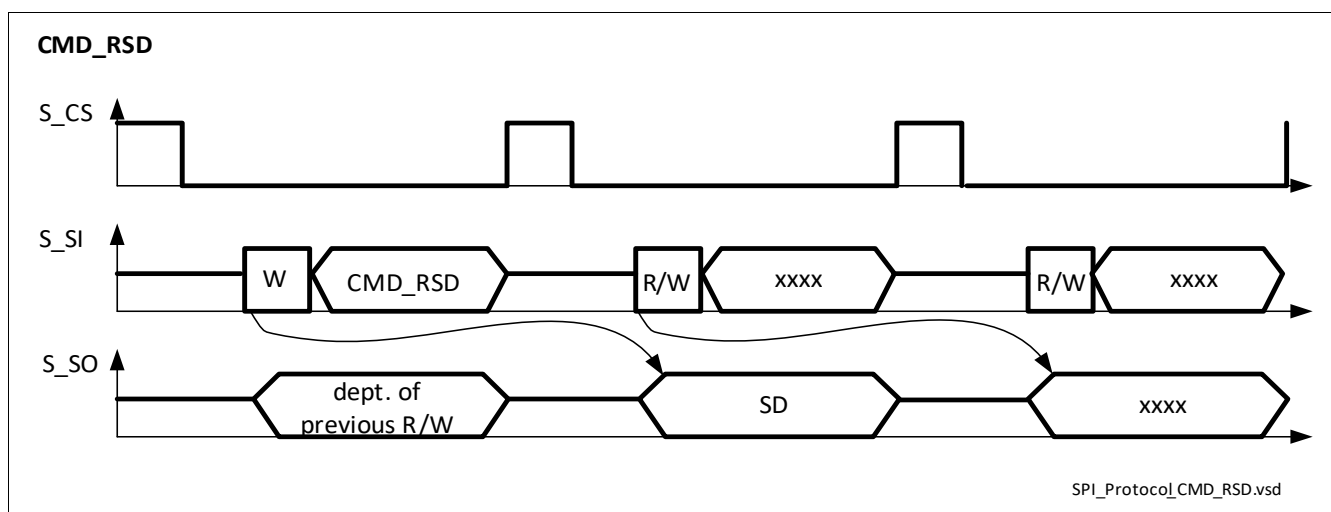 CMD_RSD
S_CS
S_SI
W
CMD_RSD
R/W
xxxx
R/W
xxxx
S_SO
dept. of
previous R/W
SD
xxxx
SPI_Protocol_CMD_RSD.vsd